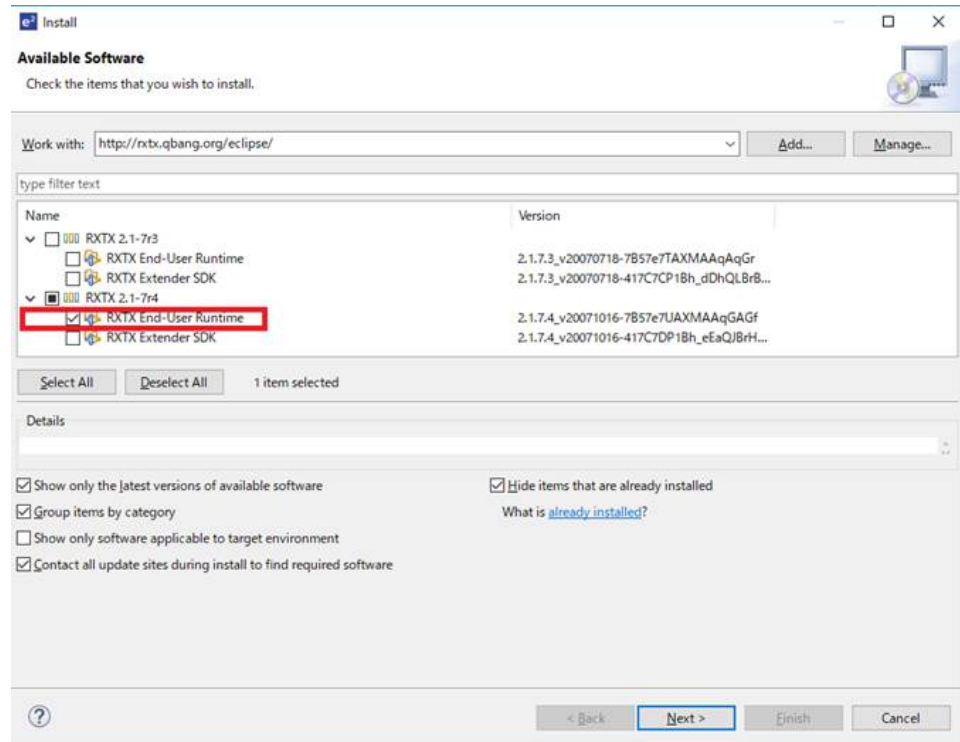 e² Install
Available Software
Check the items that you wish to install.
Work with: http://rxtx.qbang.org/eclipse/ Add... Manage...
type filter text
Name Version
RXTX 2.1-7r3
RXTX End-User Runtime 2.1.7.3_v20070718-7B57e7TAXMAAqAqGr
RXTX Extender SDK 2.1.7.3_v20070718-417C7CP1Bh_dDhQLBrB...
RXTX 2.1-7r4
RXTX End-User Runtime 2.1.7.4_v20071016-7B57e7UAXMAAqGAGf
RXTX Extender SDK 2.1.7.4_v20071016-417C7DP1Bh_eEaQJBrH...
Select All Deselect All 1 item selected
Details
Show only the latest versions of available software Hide items that are already installed
Group items by category What is already installed?
Show only software applicable to target environment
Contact all update sites during install to find required software
? < Back Next > Finish Cancel